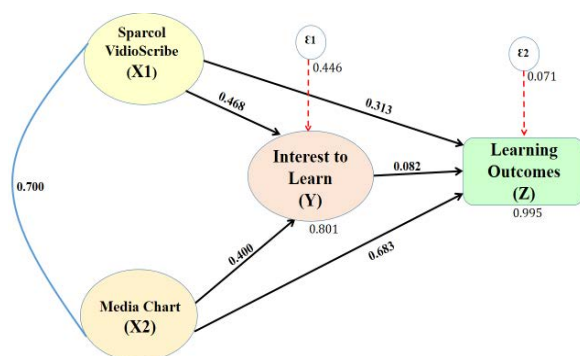 Sparcol
VidioScribe
(X1)
ε1
0.446
ε2
0.071
0.468
0.313
Interest to
Learn
(Y)
0.801
0.082
Learning
Outcomes
(Z)
0.995
0.700
0.400
0.683
Media Chart
(X2)